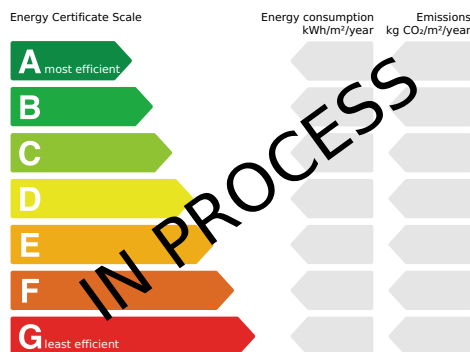 Energy Certificate Scale
Energy consumption
kWh/m²/year
Emissions
kg CO₂/m²/year
A most efficient
B
C
D
E
F
G least efficient
IN PROCESS